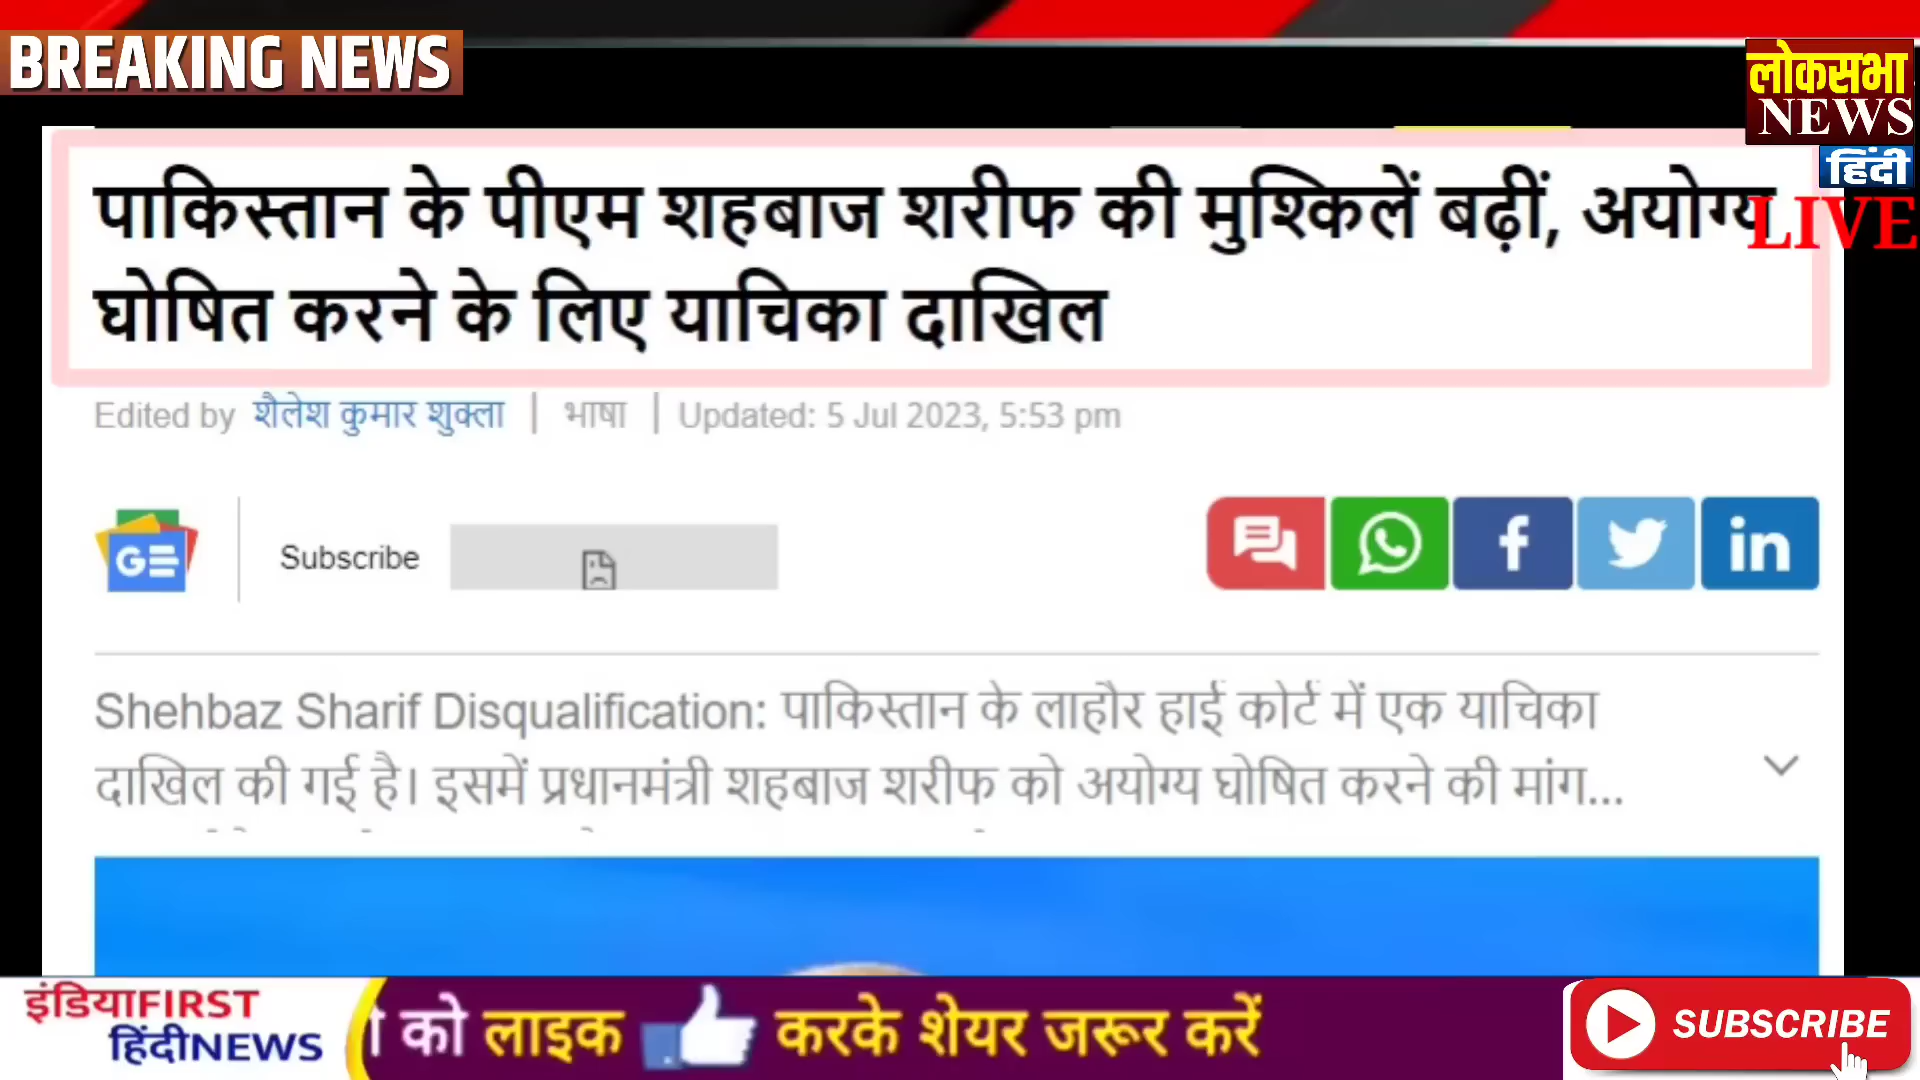 BREAKING NEWS
लोकसभा
NEWS
हिंदी
LIVE
पाकिस्तान के पीएम शहबाज शरीफ की मुश्किलें बढ़ीं, अयोग्य
घोषित करने के लिए याचिका दाखिल
Edited by शैलेश कुमार शुक्ला | भाषा | Updated: 5 Jul 2023, 5:53 pm
Subscribe
Shehbaz Sharif Disqualification: पाकिस्तान के लाहौर हाई कोर्ट में एक याचिका
दाखिल की गई है। इसमें प्रधानमंत्री शहबाज शरीफ को अयोग्य घोषित करने की मांग...
इंडियाFIRST
हिंदीNEWS
को लाइक करके शेयर जरूर करें
SUBSCRIBE